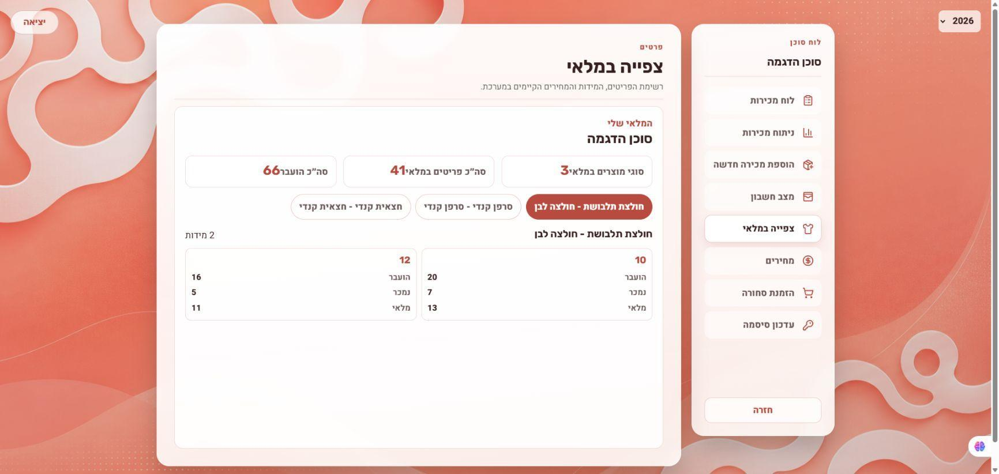 2026
יציאה
לוח סוכן
סוכן הדגמה
לוח מכירות
ניתוח מכירות
הוספת מכירה חדשה
מצב חשבון
צפייה במלאי
מחירים
הזמנת סחורה
עדכון סיסמה
חזרה
פרטים
צפייה במלאי
רשימת הפריטים, המידות והמחירים הקיימים במערכת.
המלאי שלי
סוכן הדגמה
סוגי מוצרים במלאי3
סה"כ פריטים במלאי41
סה"כ הועבר66
חולצת תלבושת - חולצה לבן
סרפן קנדי - סרפן קנדי
חצאית קנדי - חצאית קנדי
חולצת תלבושת - חולצה לבן
2 מידות
10
הועבר 20
נמכר 7
מלאי 13
12
הועבר 16
נמכר 5
מלאי 11